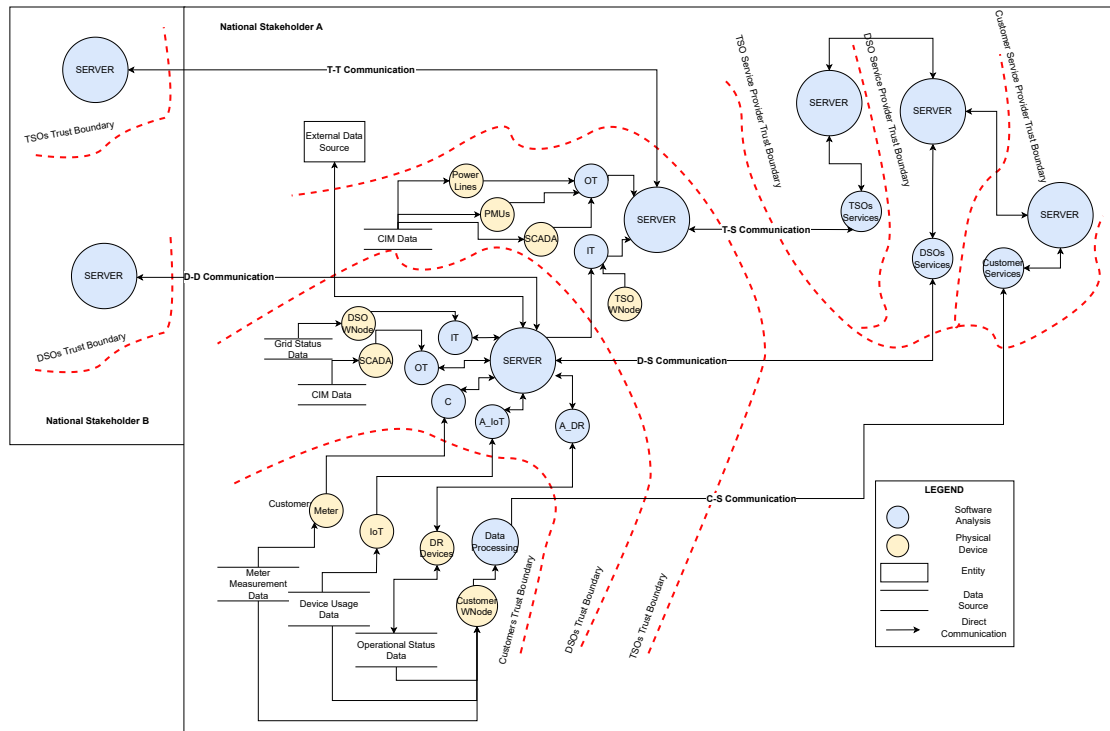 National Stakeholder A
SERVER
T-T Communication
TSOs Trust Boundary
External Data
Source
Power
Lines
OT
PMUs
SCADA
CIM Data
SERVER
IT
TSO
WNode
T-S Communication
TSO Service Provider Trust Boundary
SERVER
DSO Service Provider Trust Boundary
SERVER
Customer Service Provider Trust Boundary
SERVER
TSOs
Services
DSOs
Services
Customer
Services
SERVER
D-D Communication
DSOs Trust Boundary
National Stakeholder B
DSO
WNode
Grid Status
Data
SCADA
CIM Data
IT
OT
SERVER
D-S Communication
C
A_IoT
A_DR
Customer
Meter
IoT
DR
Devices
Data
Processing
C-S Communication
Meter
Measurement
Data
Device Usage
Data
Customer
WNode
Operational Status
Data
Customer's Trust Boundary
DSOs Trust Boundary
TSOs Trust Boundary
LEGEND
Software
Analysis
Physical
Device
Entity
Data
Source
Direct
Communication